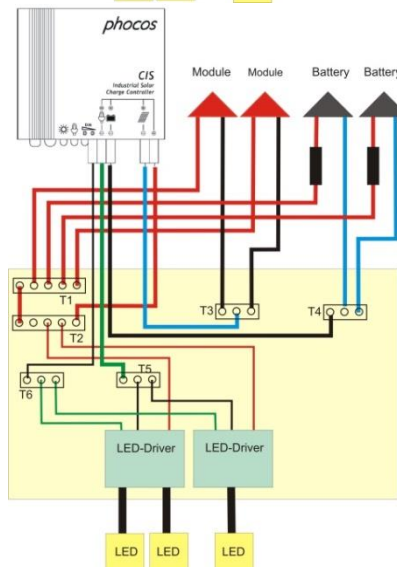 phocos
CIS
Industrial Solar
Charge Controller
Module
Module
Battery
Battery
T1
T2
T3
T4
T5
T6
LED-Driver
LED-Driver
LED
LED
LED